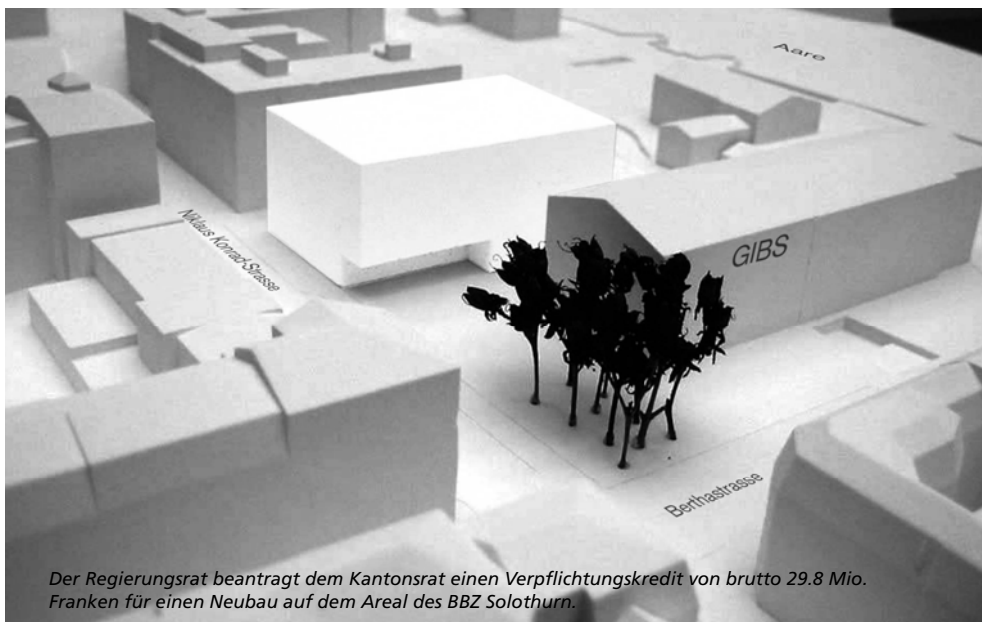 Aare
Niklaus Konrad-Strasse
GIBS
Berthastrasse
Der Regierungsrat beantragt dem Kantonsrat einen Verpflichtungskredit von brutto 29.8 Mio.
Franken für einen Neubau auf dem Areal des BBZ Solothurn.